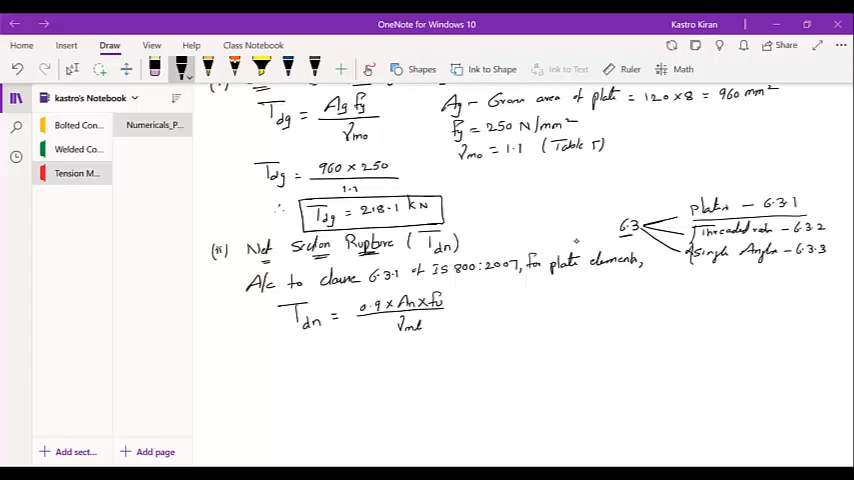 OneNote for Windows 10
Kastro Kiran
Home Insert Draw View Help Class Notebook
Share
Shapes Ink to Shape Ink to Text Ruler Math
kastro's Notebook
Bolted Con...
Welded Co...
Tension M...
Numericals_P...
Add sect...
Add page
Tdg = Ag fy / γmo
Ag – Gross area of plate = 120 × 8 = 960 mm²
fy = 250 N/mm²
γmo = 1.1 (Table 5)
Tdg = 960 × 250 / 1.1
∴ Tdg = 218.1 kN
(ii) Net section Rupture (Tdn)
6.3
plates – 6.3.1
threaded rods – 6.3.2
single Angles – 6.3.3
A/c to clause 6.3.1 of IS 800:2007, for plate elements,
Tdn = 0.9 × An × fu / γml